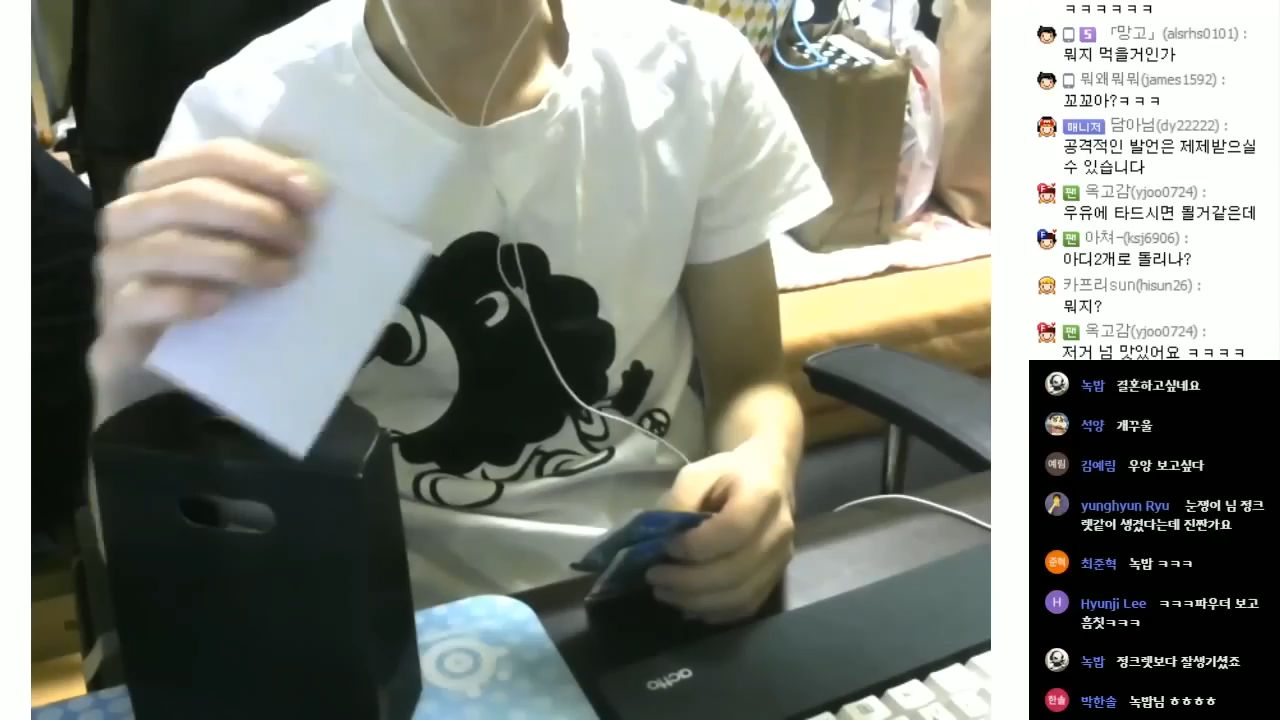 ㅋㅋㅋㅋㅋㅋ
S 「망고」(alsrhs0101) :
뭐지 먹을거인가
뭐왜뭐뭐(james1592) :
꼬꼬아?ㅋㅋㅋ
매니저 담아님(dy22222) :
공격적인 발언은 제제받으실
수 있습니다
팬 옥고감(yjoo0724) :
우유에 타드시면 될거같은데
팬 아쳐-(ksj6906) :
아디2개로 돌리나?
카프리sun(hisun26) :
뭐지?
팬 옥고감(yjoo0724) :
저거 넘 맛있어요 ㅋㅋㅋㅋ
녹밥 결혼하고싶네요
석양 개꾸울
예림 김예림 우앙 보고싶다
yunghyun Ryu 눈쟁이 님 정크
렛같이 생겼다는데 진짠가요
준혁 최준혁 녹밥 ㅋㅋㅋ
H Hyunji Lee ㅋㅋㅋ파우더 보고
흠칫ㅋㅋㅋ
녹밥 정크렛보다 잘생기셨죠
한솔 박한솔 녹밥님 ㅎㅎㅎㅎ
actto